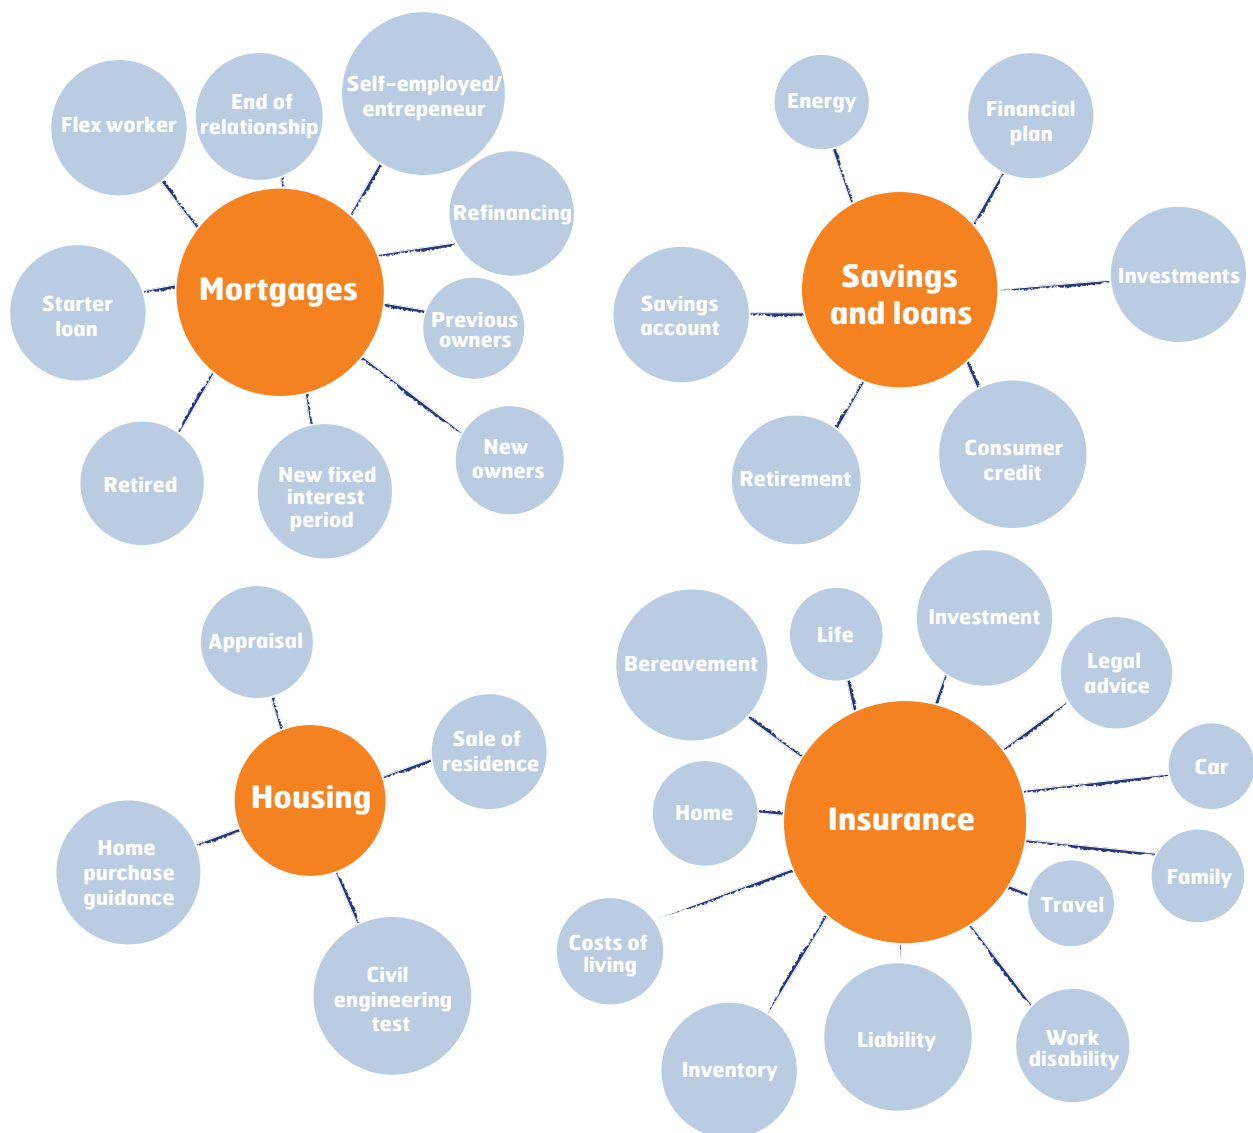 Self-employed/
entrepeneur
End of
relationship
Flex worker
Refinancing
Mortgages
Starter
loan
Previous
owners
New
owners
Retired
New fixed
interest
period
Energy
Financial
plan
Savings
and loans
Investments
Savings
account
Consumer
credit
Retirement
Appraisal
Sale of
residence
Housing
Home
purchase
guidance
Civil
engineering
test
Bereavement
Life
Investment
Legal
advice
Car
Home
Insurance
Family
Travel
Costs of
living
Inventory
Liability
Work
disability